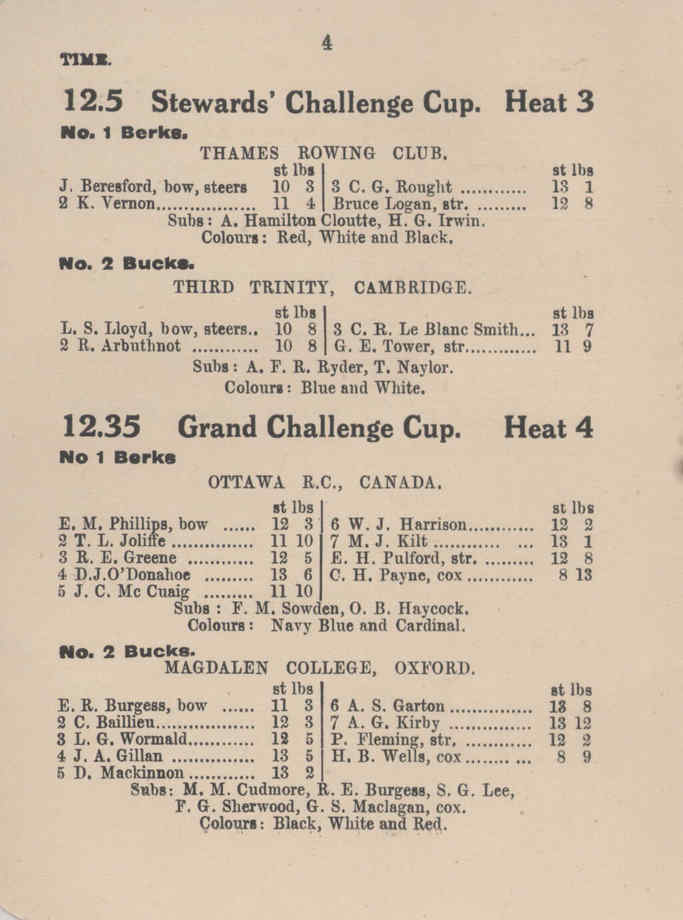 4
TIME.
12.5 Stewards' Challenge Cup. Heat 3
No. 1 Berks.
THAMES ROWING CLUB.
st lbs st lbs
J. Beresford, bow, steers 10 3 3 C. G. Rought ............ 13 1
2 K. Vernon.................. 11 4 Bruce Logan, str. ......... 12 8
Subs : A. Hamilton Cloutte, H. G. Irwin.
Colours : Red, White and Black.
No. 2 Bucks.
THIRD TRINITY, CAMBRIDGE.
st lbs st lbs
L. S. Lloyd, bow, steers.. 10 8 3 C. R. Le Blanc Smith... 13 7
2 R. Arbuthnot ............ 10 8 G. E. Tower, str............. 11 9
Subs : A. F. R. Ryder, T. Naylor.
Colours : Blue and White.
12.35 Grand Challenge Cup. Heat 4
No 1 Berks
OTTAWA R.C., CANADA.
st lbs st lbs
E. M. Phillips, bow ...... 12 3 6 W. J. Harrison............ 12 2
2 T. L. Joliffe ............... 11 10 7 M. J. Kilt ............... ... 13 1
3 R. E. Greene ............ 12 5 E. H. Pulford, str. ......... 12 8
4 D.J.O'Donahoe ......... 13 6 C. H. Payne, cox ............ 8 13
5 J. C. Mc Cuaig ......... 11 10
Subs : F. M. Sowden, O. B. Haycock.
Colours : Navy Blue and Cardinal.
No. 2 Bucks.
MAGDALEN COLLEGE, OXFORD.
st lbs st lbs
E. R. Burgess, bow ...... 11 3 6 A. S. Garton ............... 13 8
2 C. Baillieu.................. 12 3 7 A. G. Kirby ............... 13 12
3 L. G. Wormald............ 12 5 P. Fleming, str. ............ 12 2
4 J. A. Gillan ............... 13 5 H. B. Wells, cox........ ... 8 9
5 D. Mackinnon ............ 13 2
Subs: M. M. Cudmore, R. E. Burgess, S. G. Lee,
F. G. Sherwood, G. S. Maclagan, cox.
Colours : Black, White and Red.